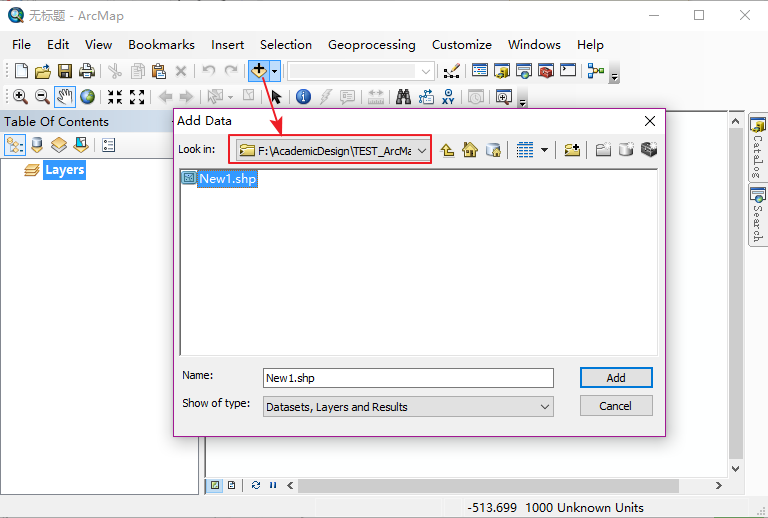 无标题 - ArcMap
File Edit View Bookmarks Insert Selection Geoprocessing Customize Windows Help
Table Of Contents
Layers
Add Data
Look in: F:\AcademicDesign\TEST_ArcMa
New1.shp
Name: New1.shp
Add
Show of type: Datasets, Layers and Results
Cancel
Catalog
Search
XY
-513.699 1000 Unknown Units